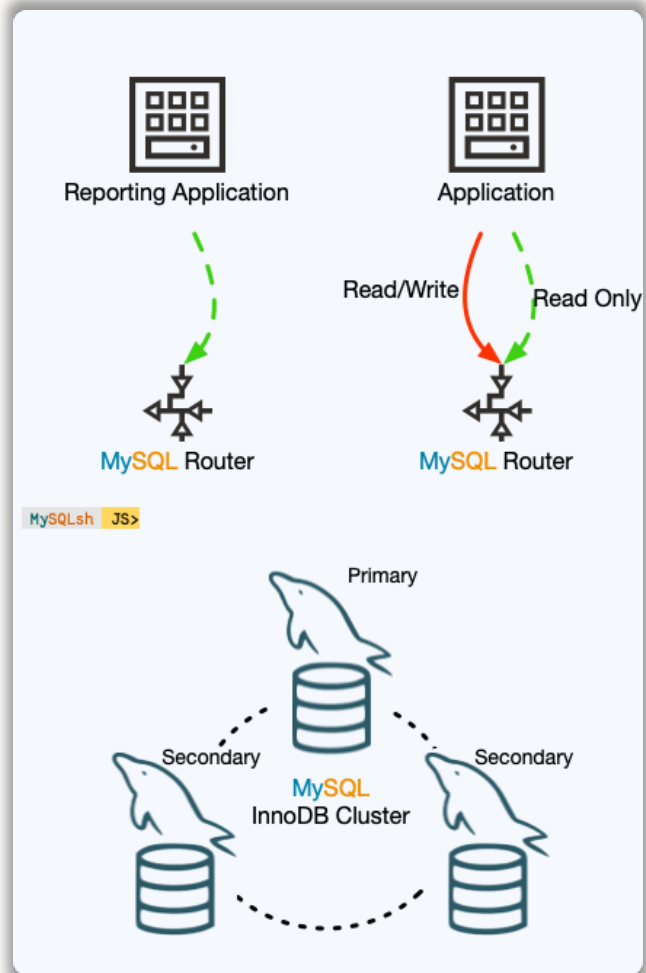 Reporting Application
Application
Read/Write
Read Only
MySQL Router
MySQL Router
MySQLsh JS>
Primary
Secondary
Secondary
MySQL
InnoDB Cluster